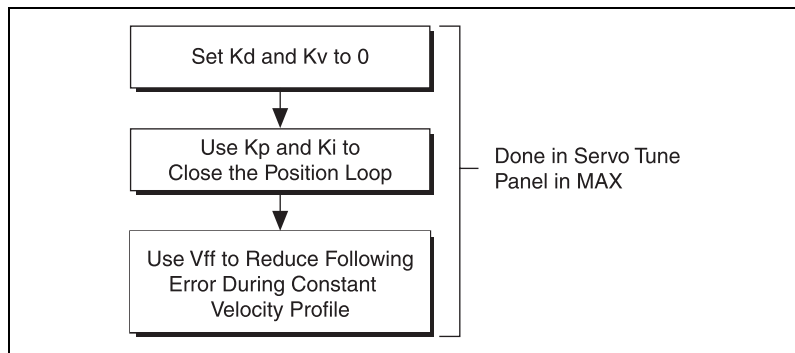 Set Kd and Kv to 0
Use Kp and Ki to
Close the Position Loop
Use Vff to Reduce Following
Error During Constant
Velocity Profile
Done in Servo Tune
Panel in MAX